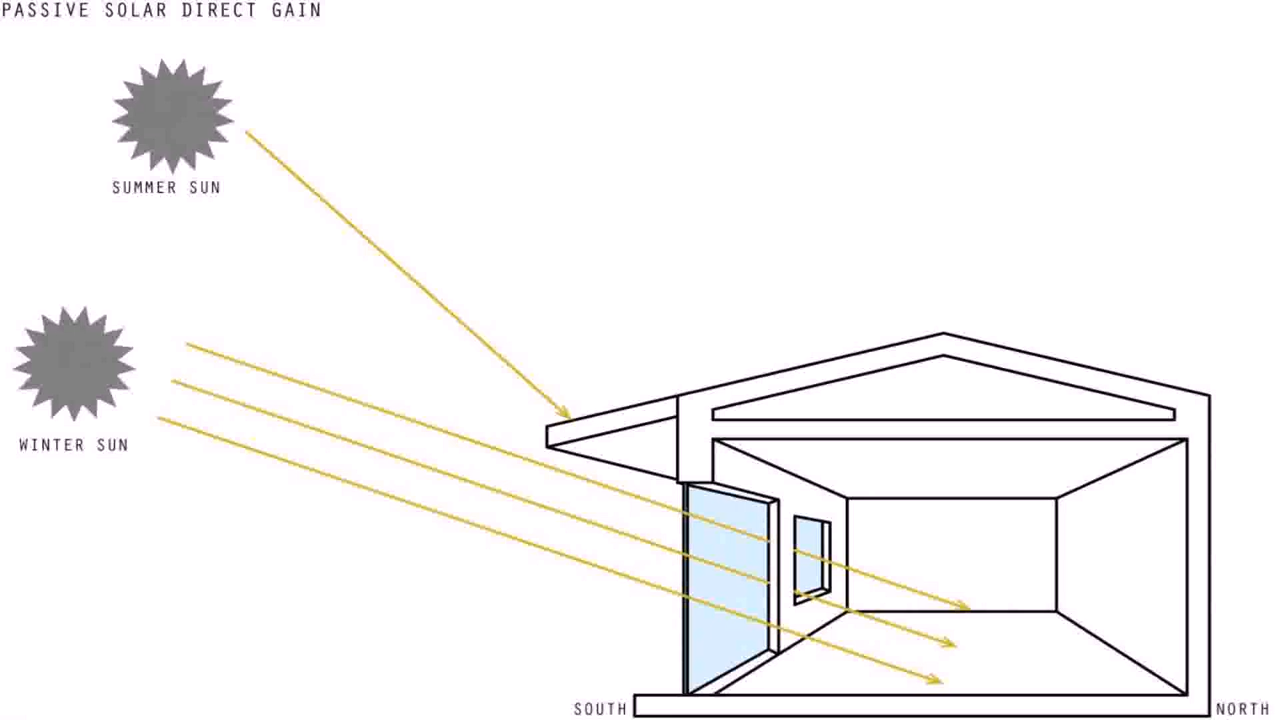 PASSIVE SOLAR DIRECT GAIN
SUMMER SUN
WINTER SUN
SOUTH
NORTH